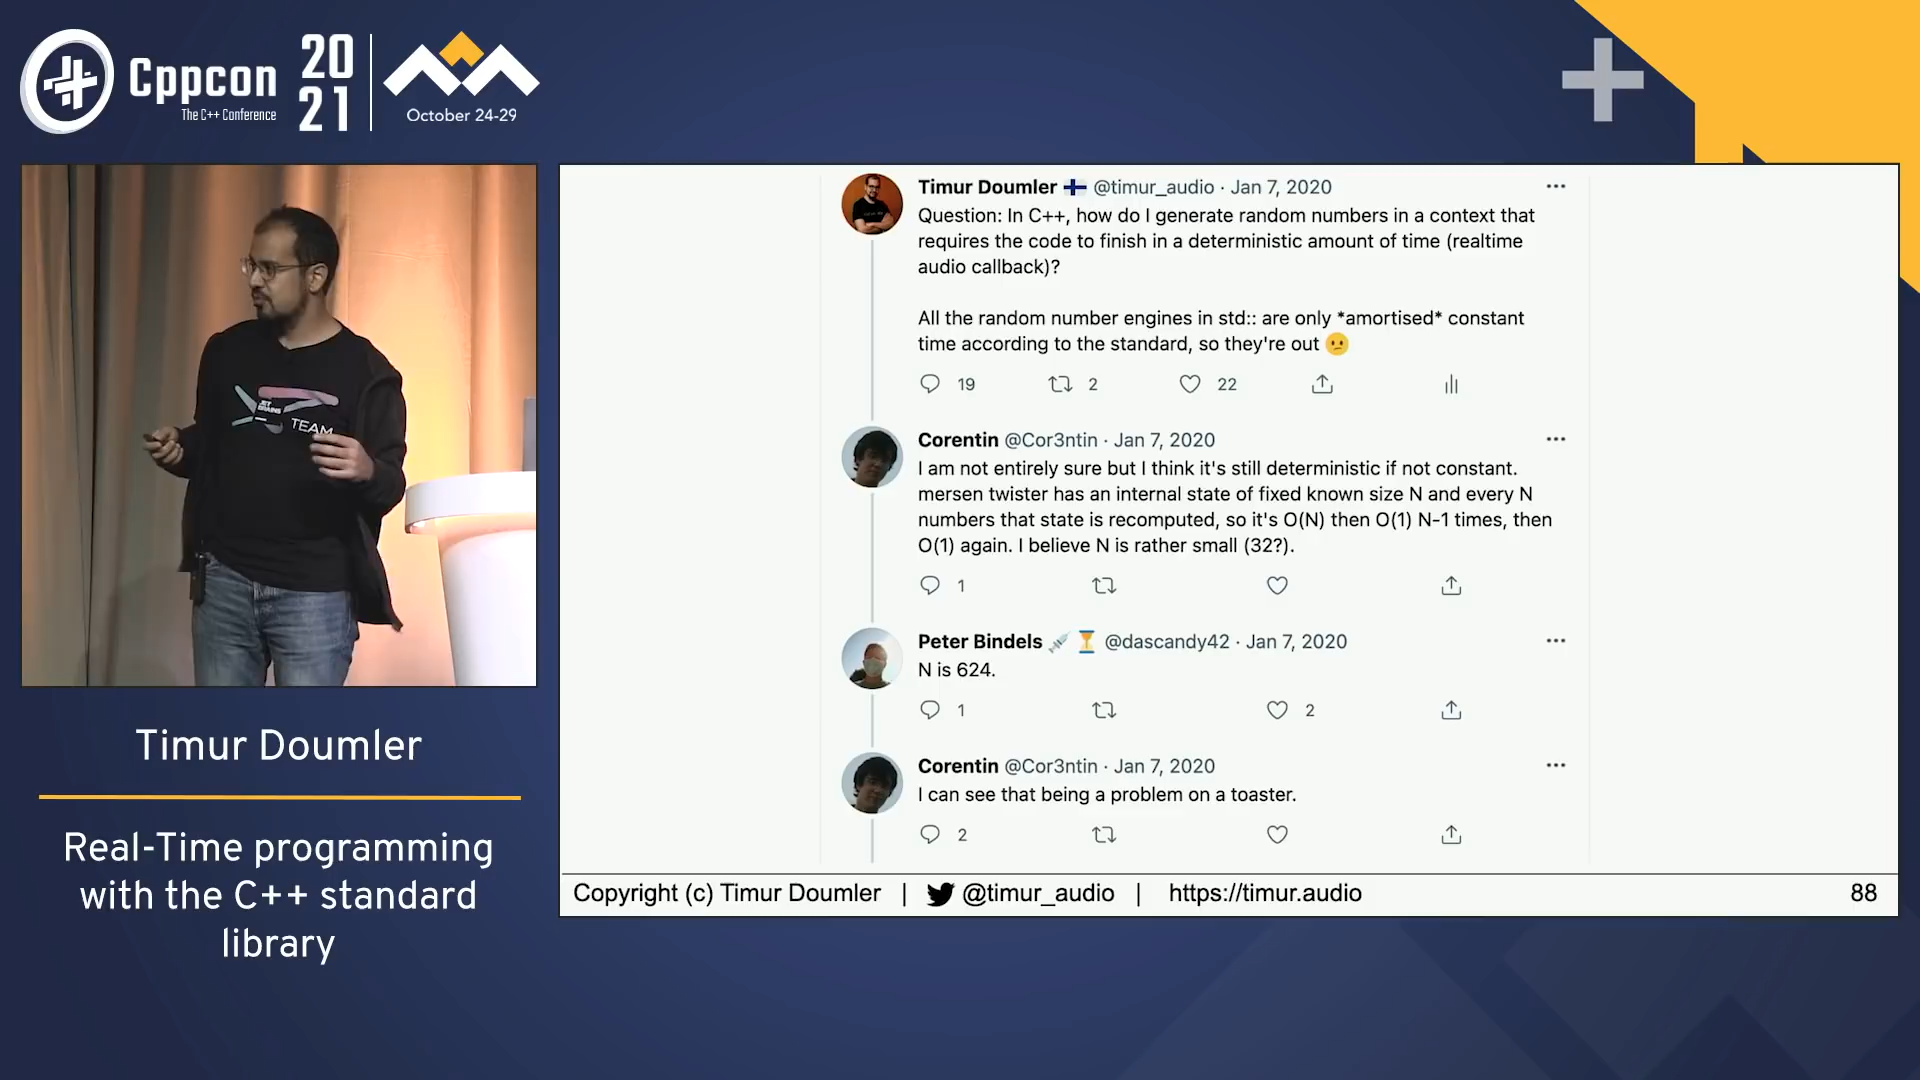 Cppcon
The C++ Conference
20
21
October 24-29
JET
BRAINS
TEAM
Timur Doumler
Real-Time programming
with the C++ standard
library
Timur Doumler @timur_audio · Jan 7, 2020
Question: In C++, how do I generate random numbers in a context that
requires the code to finish in a deterministic amount of time (realtime
audio callback)?
All the random number engines in std:: are only *amortised* constant
time according to the standard, so they're out 😕
19 2 22
Corentin @Cor3ntin · Jan 7, 2020
I am not entirely sure but I think it's still deterministic if not constant.
mersen twister has an internal state of fixed known size N and every N
numbers that state is recomputed, so it's O(N) then O(1) N-1 times, then
O(1) again. I believe N is rather small (32?).
1
Peter Bindels @dascandy42 · Jan 7, 2020
N is 624.
1 2
Corentin @Cor3ntin · Jan 7, 2020
I can see that being a problem on a toaster.
2
Copyright (c) Timur Doumler | @timur_audio | https://timur.audio 88